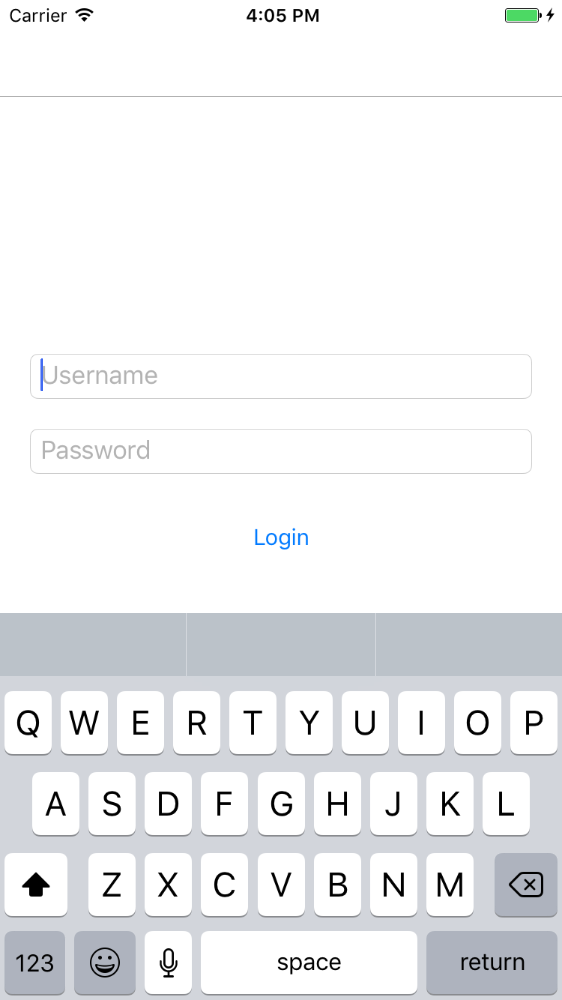 Carrier 4:05 PM
Username
Password
Login
Q W E R T Y U I O P
A S D F G H J K L
Z X C V B N M
123 space return